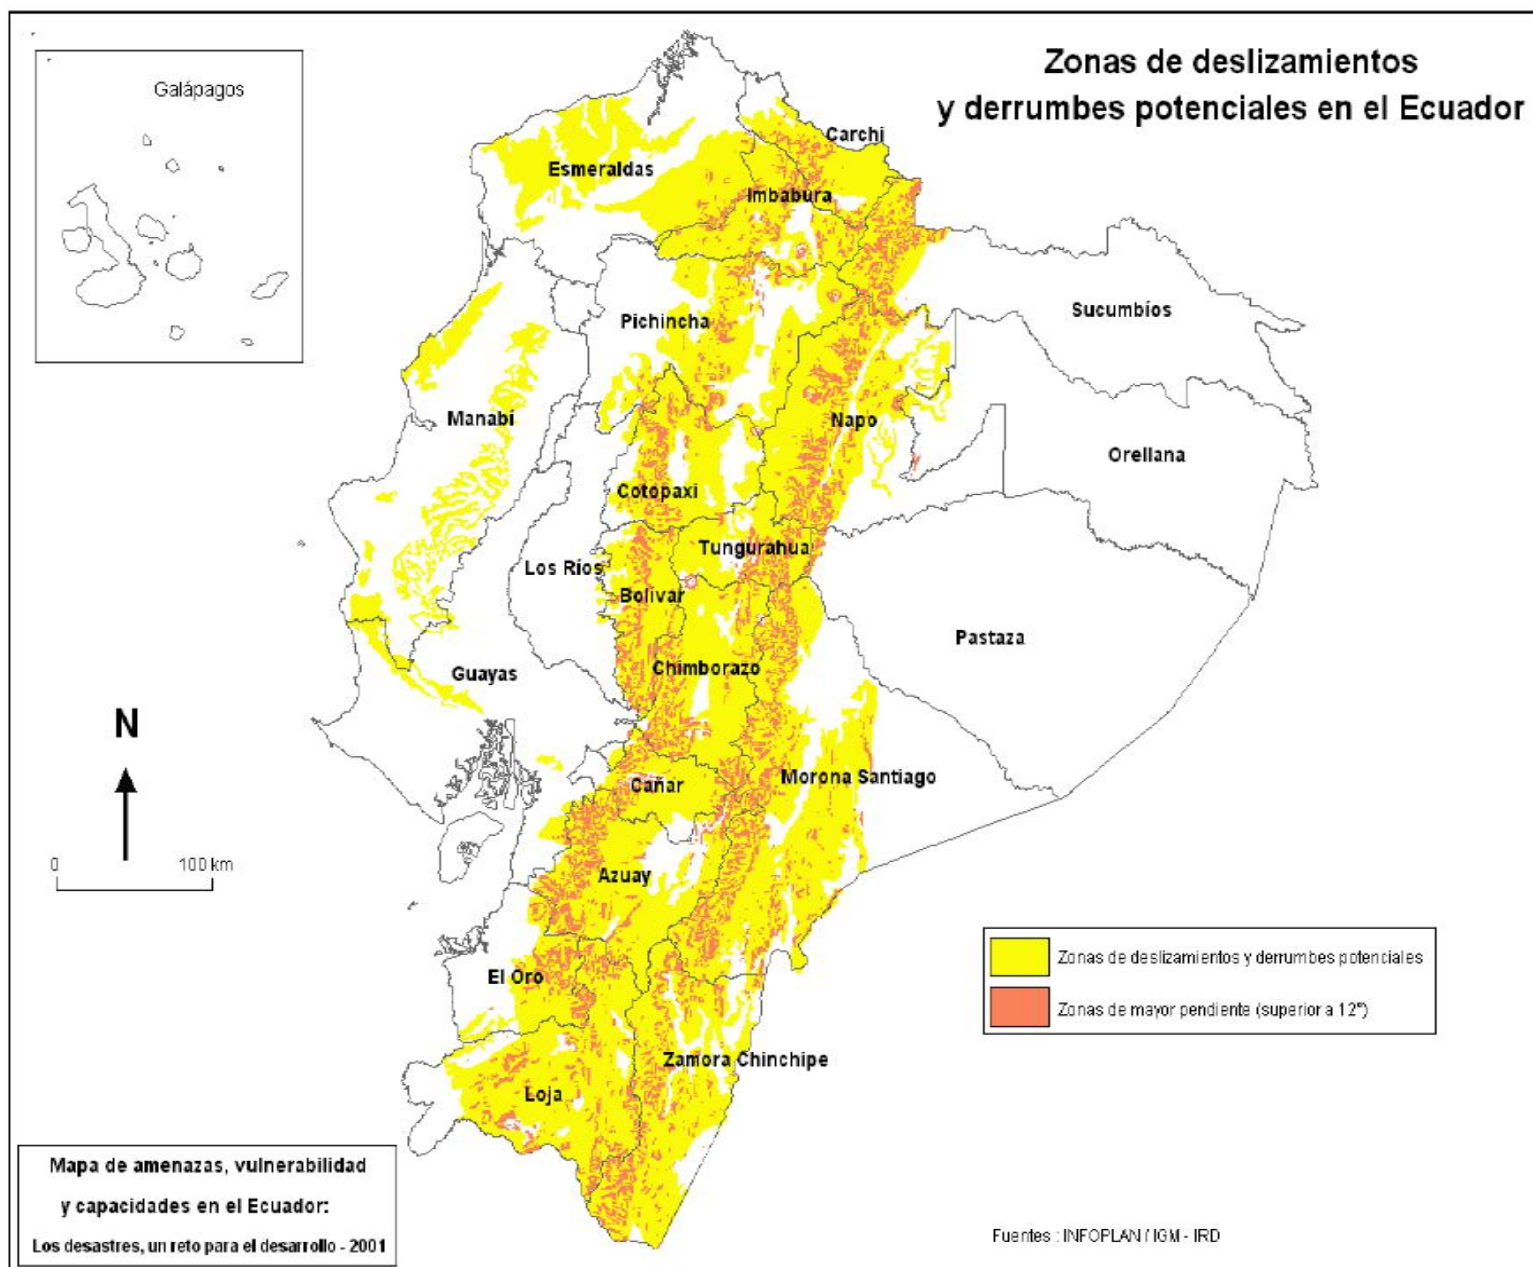 Zonas de deslizamientos
y derrumbes potenciales en el Ecuador
Galápagos
Carchi
Esmeraldas
Imbabura
Sucumbíos
Pichincha
Manabí
Napo
Orellana
Cotopaxi
Tungurahua
Los Ríos
Bolívar
Pastaza
Chimborazo
Guayas
N
Morona Santiago
Cañar
0 100 km
Azuay
Zonas de deslizamientos y derrumbes potenciales
El Oro
Zonas de mayor pendiente (superior a 12°)
Zamora Chinchipe
Loja
Mapa de amenazas, vulnerabilidad
y capacidades en el Ecuador:
Los desastres, un reto para el desarrollo - 2001
Fuentes : INFOPLAN / IGM - IRD